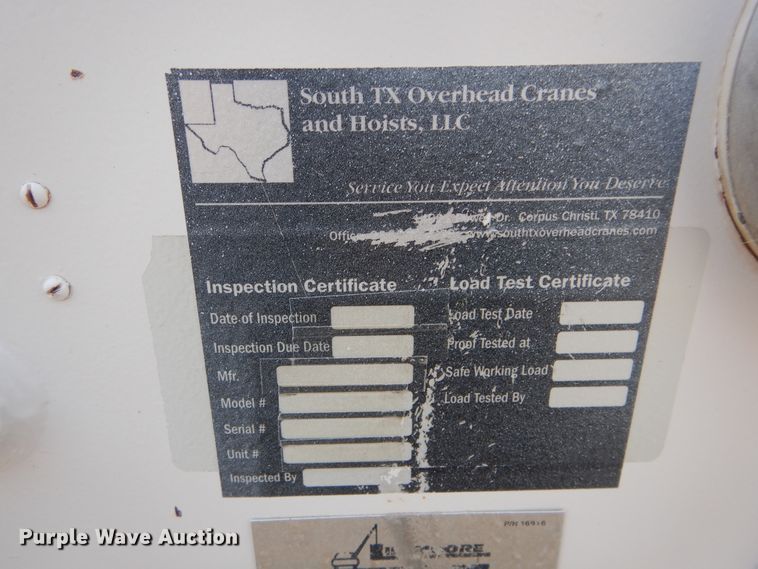 South TX Overhead Cranes
and Hoists, LLC
Service You Expect Attention You Deserve
Dr. Corpus Christi, TX 78410
www.southtxoverheadcranes.com
Inspection Certificate
Date of Inspection
Inspection Due Date
Mfr.
Model #
Serial #
Unit #
Inspected By
Load Test Certificate
Load Test Date
Proof Tested at
Safe Working Load
Load Tested By
Purple Wave Auction